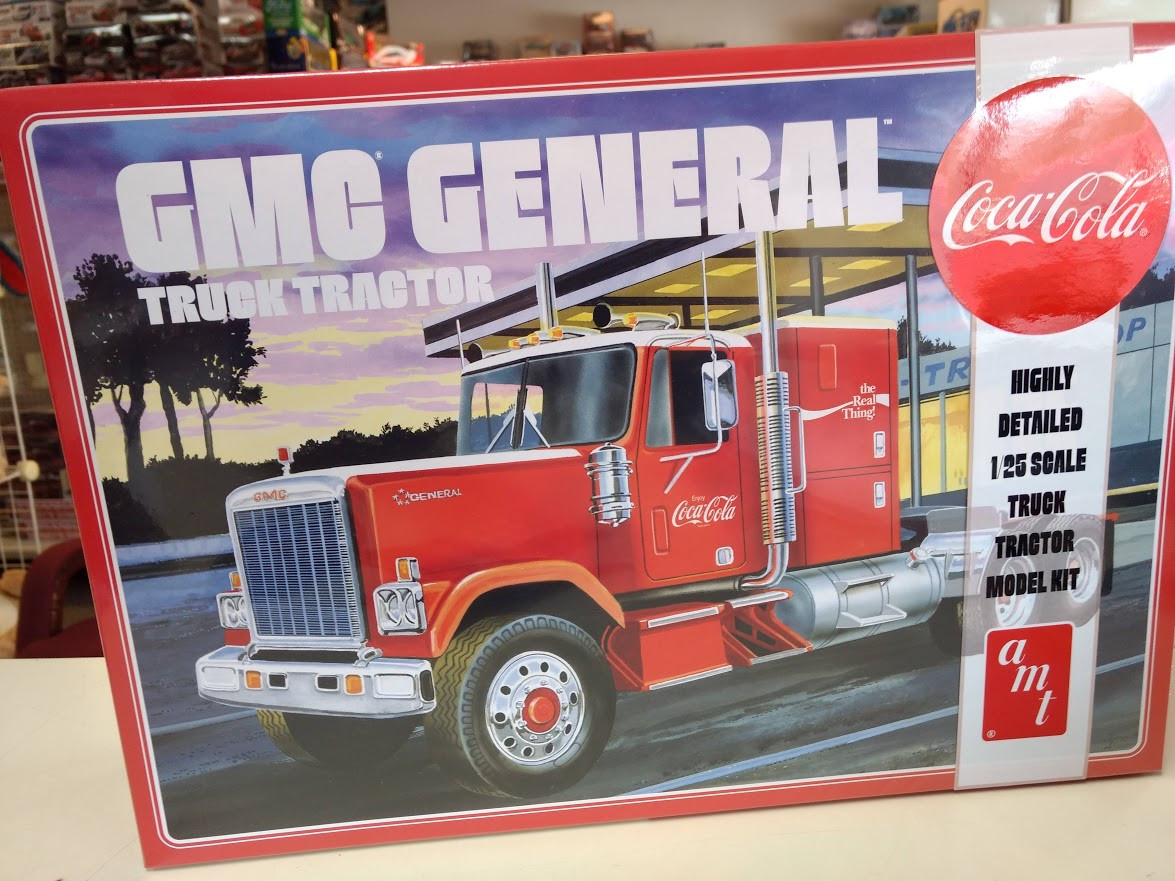 GMC® GENERAL™
TRUCK TRACTOR
Coca-Cola®
HIGHLY
DETAILED
1/25 SCALE
TRUCK
TRACTOR
MODEL KIT
amt®
the
Real
Thing!
GENERAL
GMC
Enjoy
Coca-Cola